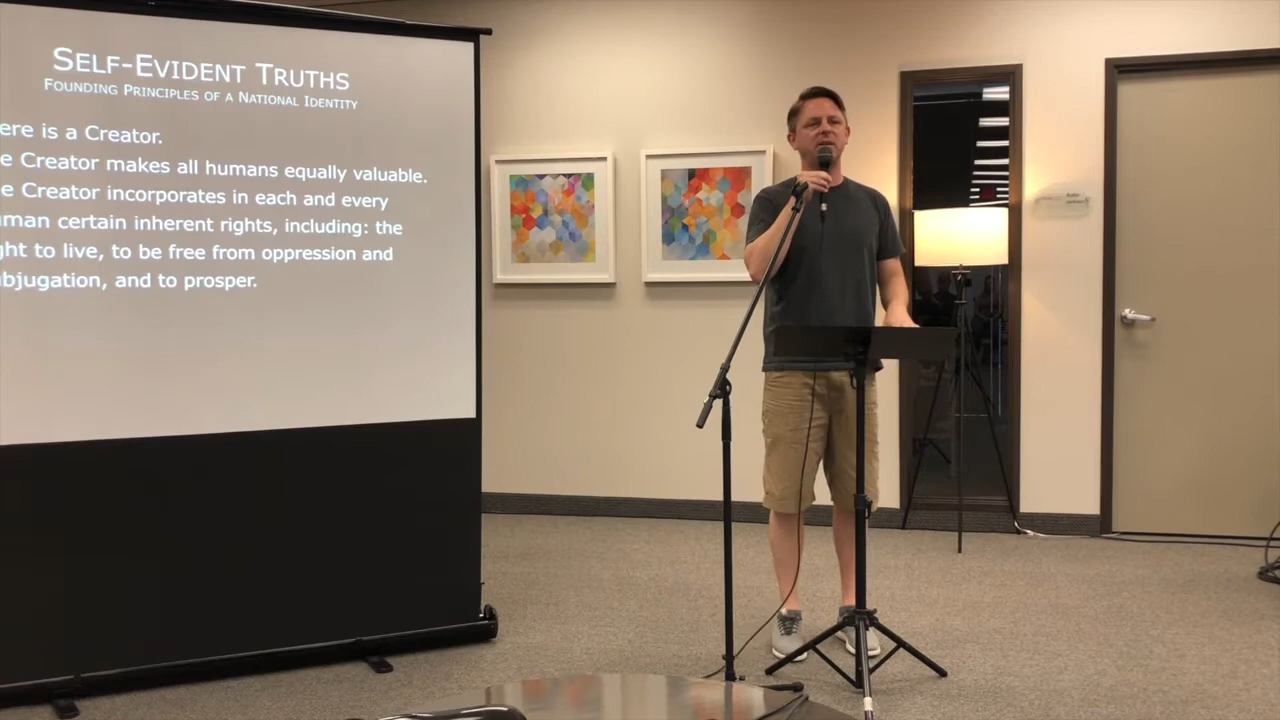 SELF-EVIDENT TRUTHS
FOUNDING PRINCIPLES OF A NATIONAL IDENTITY
ere is a Creator.
e Creator makes all humans equally valuable.
e Creator incorporates in each and every
uman certain inherent rights, including: the
ght to live, to be free from oppression and
bjugation, and to prosper.